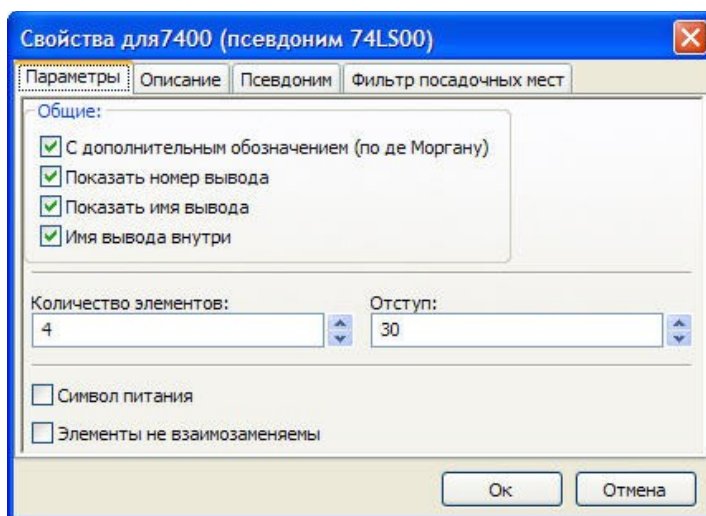 Свойства для7400 (псевдоним 74LS00)
Параметры Описание Псевдоним Фильтр посадочных мест
Общие:
С дополнительным обозначением (по де Моргану)
Показать номер вывода
Показать имя вывода
Имя вывода внутри
Количество элементов: Отступ:
4 30
Символ питания
Элементы не взаимозаменяемы
Ок Отмена